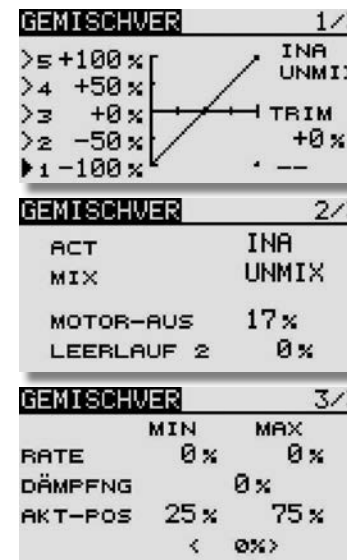 GEMISCHVER 1/
>5 +100% INA
UNMIX
>4 +50%
>3 +0% TRIM
>2 -50% +0%
▶1 -100% --
GEMISCHVER 2/
ACT INA
MIX UNMIX
MOTOR-AUS 17%
LEERLAUF 2 0%
GEMISCHVER 3/
MIN MAX
RATE 0% 0%
DÄMPFNG 0%
AKT-POS 25% 75%
< 0%>